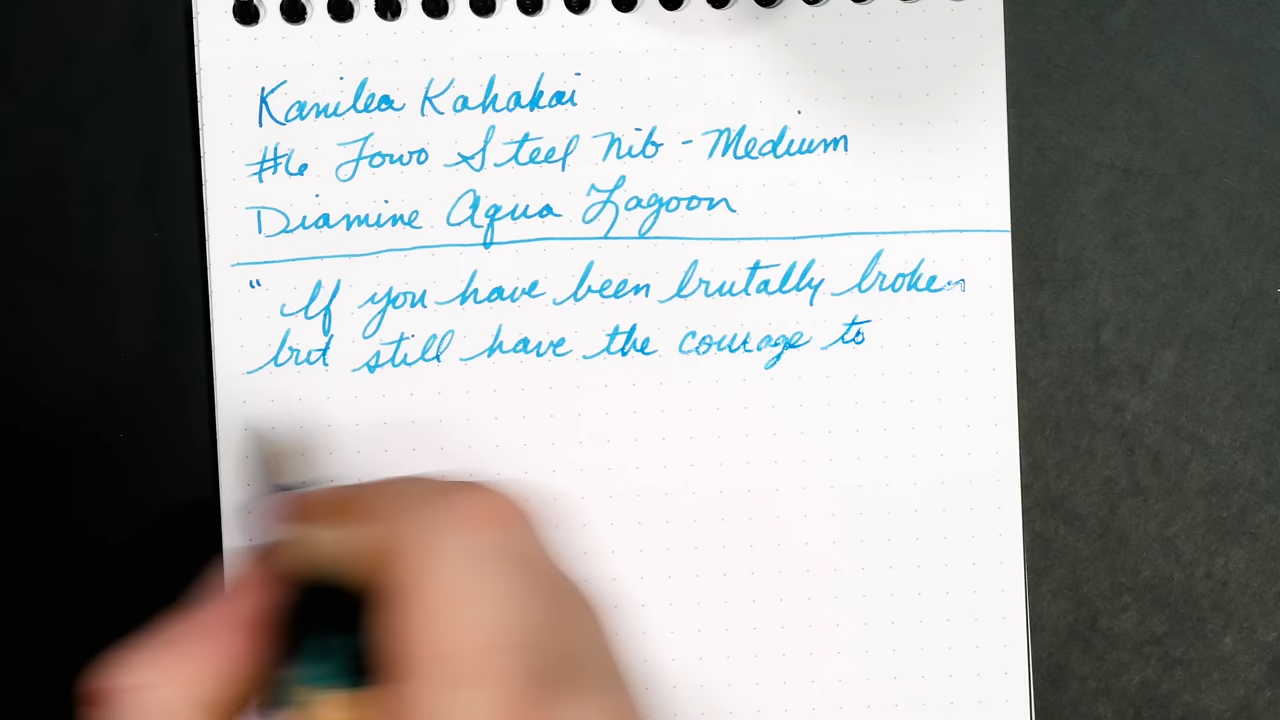 Kanilea Kahakai
#6 Jowo Steel Nib - Medium
Diamine Aqua Lagoon
" If you have been brutally broken
but still have the courage to